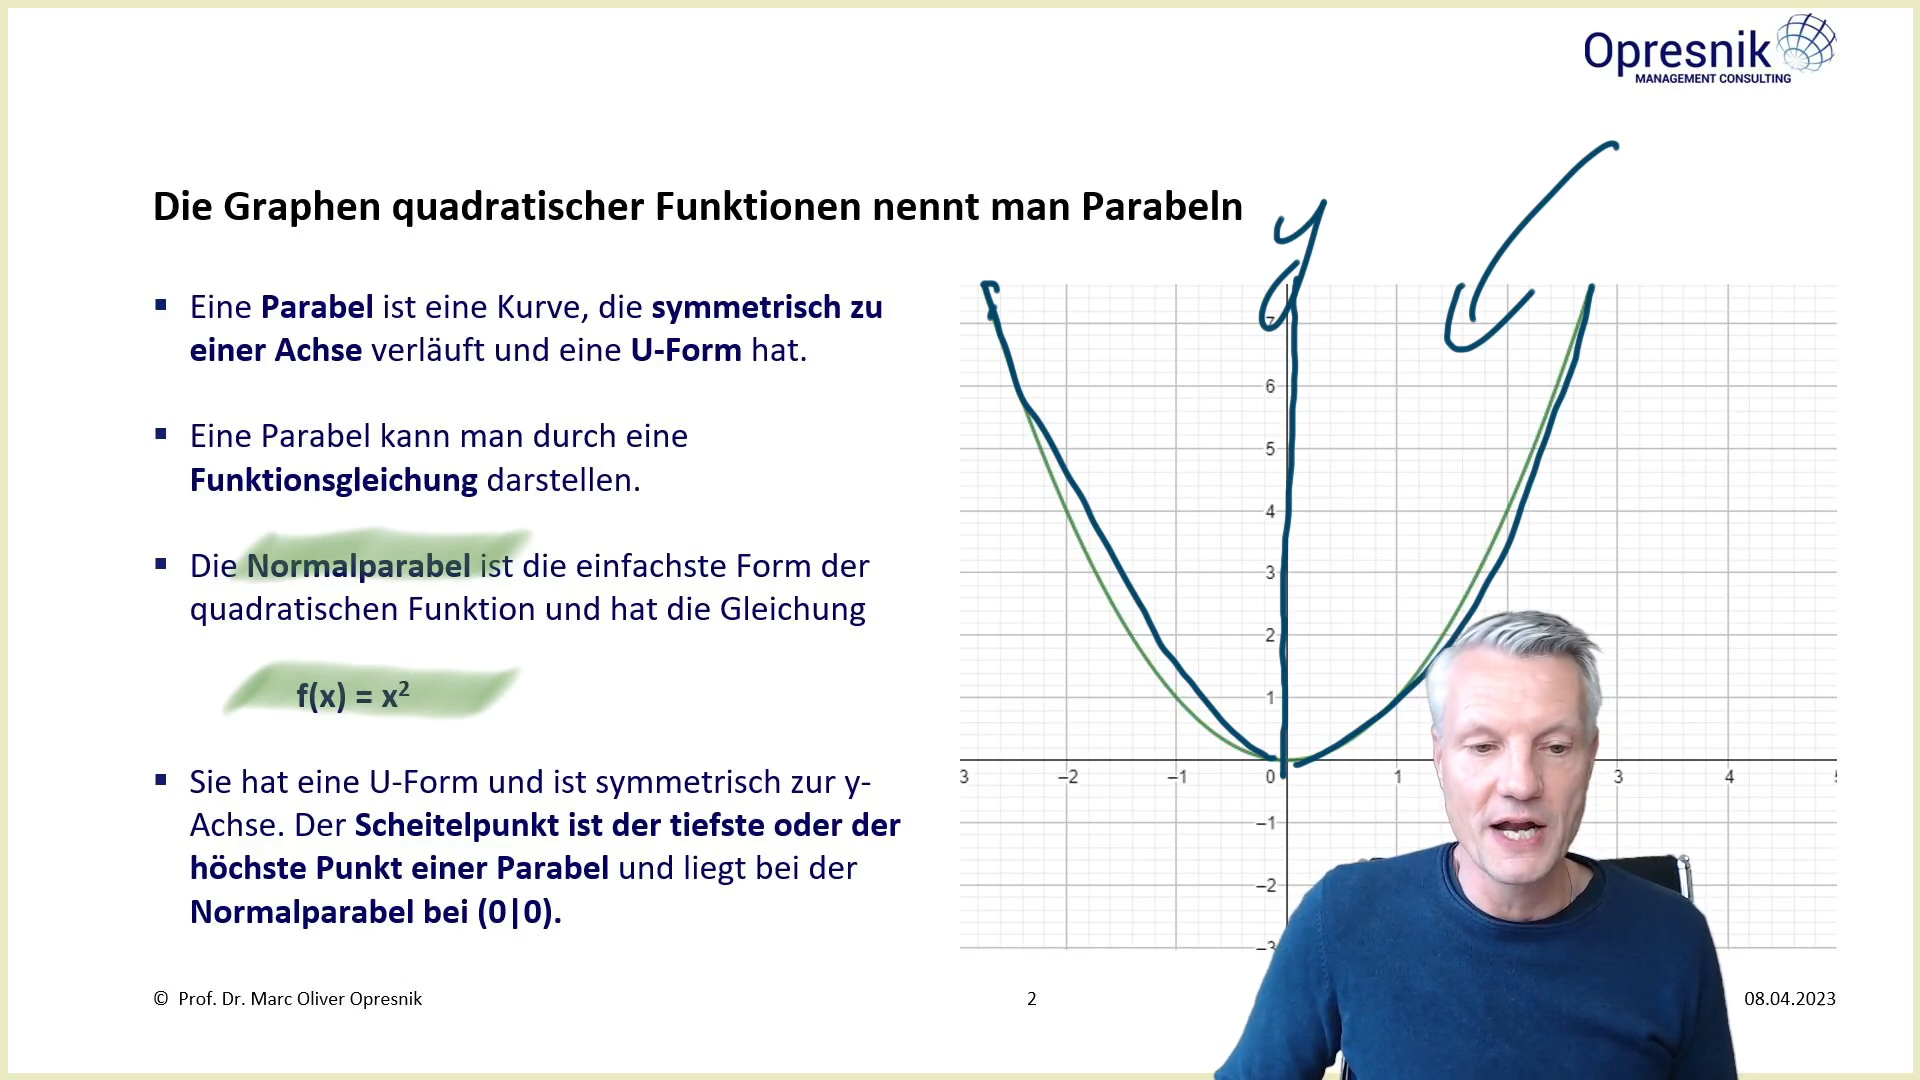 Opresnik
MANAGEMENT CONSULTING
Die Graphen quadratischer Funktionen nennt man Parabeln
y
▪ Eine Parabel ist eine Kurve, die symmetrisch zu
einer Achse verläuft und eine U-Form hat.
▪ Eine Parabel kann man durch eine
Funktionsgleichung darstellen.
▪ Die Normalparabel ist die einfachste Form der
quadratischen Funktion und hat die Gleichung
f(x) = x²
▪ Sie hat eine U-Form und ist symmetrisch zur y-
Achse. Der Scheitelpunkt ist der tiefste oder der
höchste Punkt einer Parabel und liegt bei der
Normalparabel bei (0|0).
7
6
5
4
3
2
1
3 −2 −1 0 1 3 4
−1
−2
−3
© Prof. Dr. Marc Oliver Opresnik
2
08.04.2023